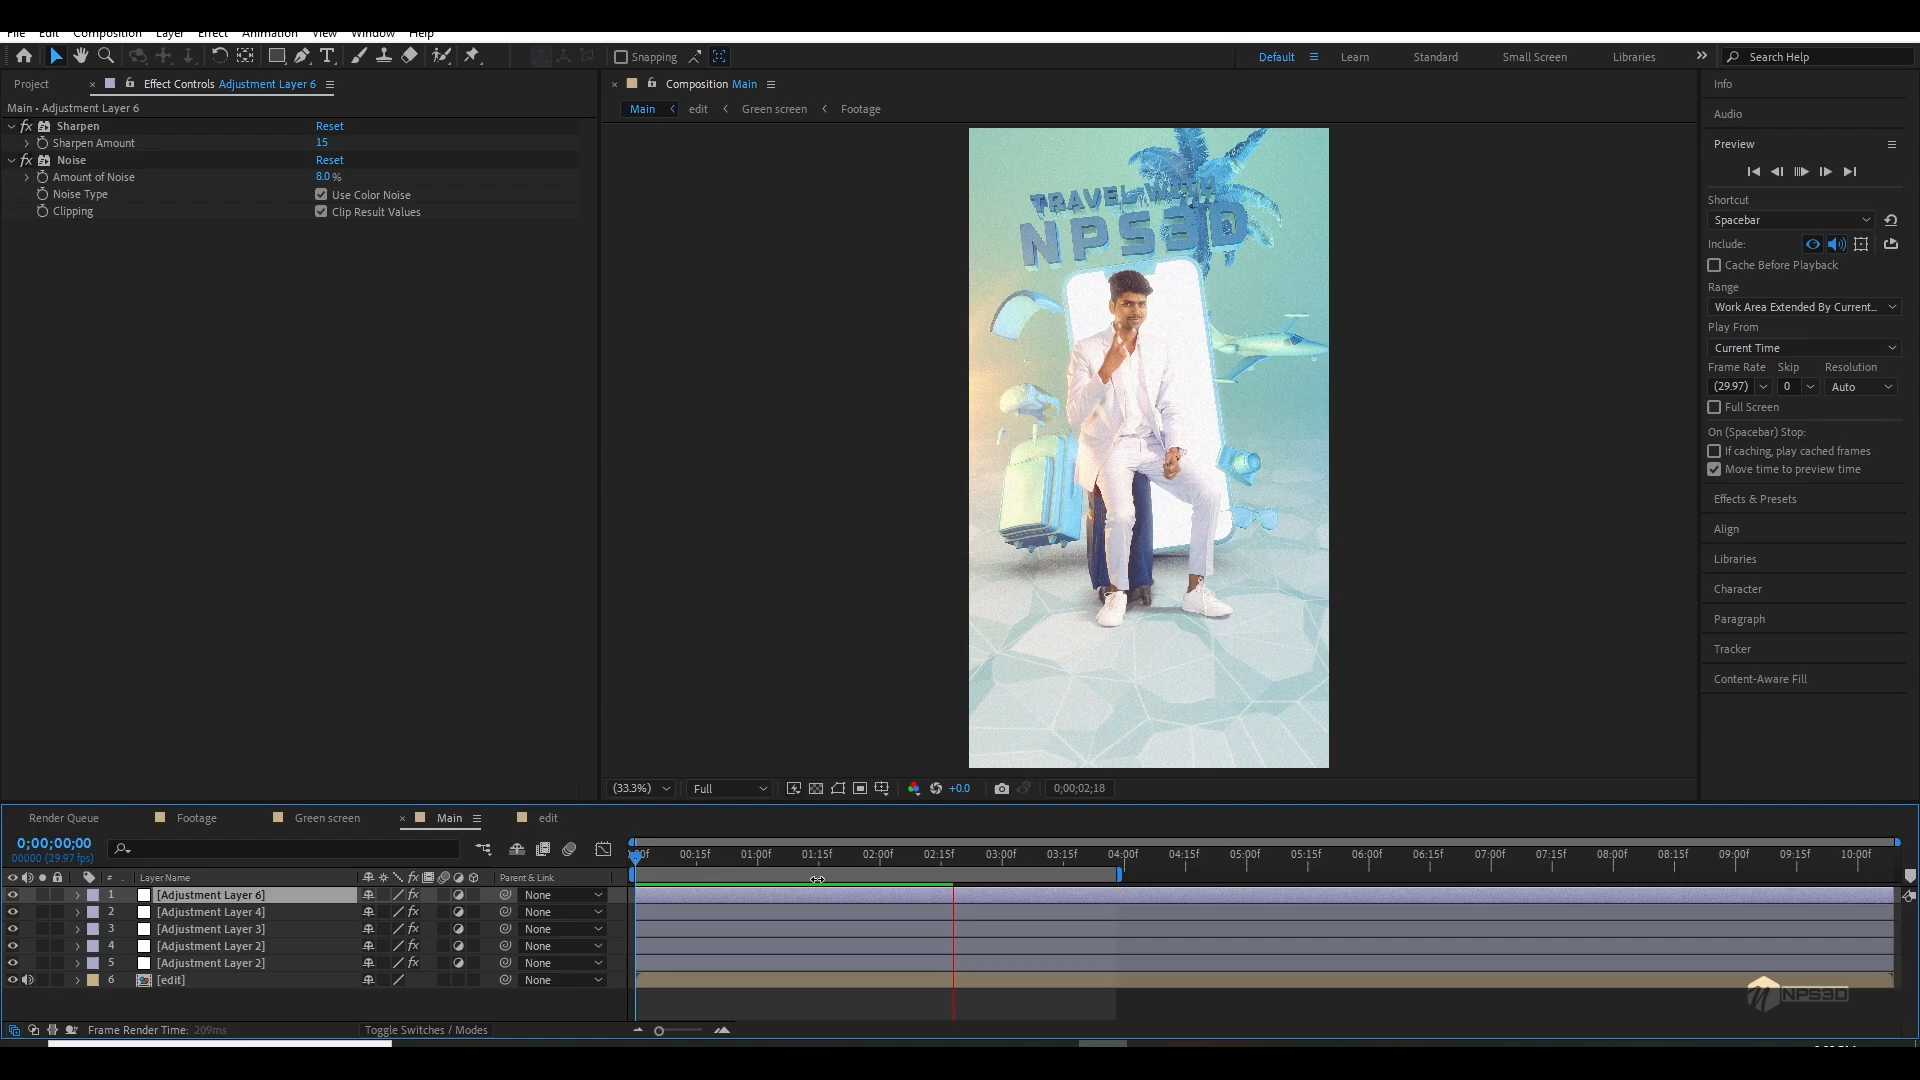 File Edit Composition Layer Effect Animation View Window Help
Snapping
Default Learn Standard Small Screen Libraries Search Help
Project Effect Controls Adjustment Layer 6
Main • Adjustment Layer 6
fx Sharpen Reset
Sharpen Amount 15
fx Noise Reset
Amount of Noise 8.0 %
Noise Type Use Color Noise
Clipping Clip Result Values
Composition Main
Main edit Green screen Footage
TRAVEL WITH
NPS3D
(33.3%) Full +0.0 0;00;02;18
Info
Audio
Preview
Shortcut
Spacebar
Include:
Cache Before Playback
Range
Work Area Extended By Current...
Play From
Current Time
Frame Rate Skip Resolution
(29.97) 0 Auto
Full Screen
On (Spacebar) Stop:
If caching, play cached frames
Move time to preview time
Effects & Presets
Align
Libraries
Character
Paragraph
Tracker
Content-Aware Fill
Render Queue Footage Green screen Main edit
0;00;00;00
00000 (29.97 fps)
00:15f 01:00f 01:15f 02:00f 02:15f 03:00f 03:15f 04:00f 04:15f 05:00f 05:15f 06:00f 06:15f 07:00f 07:15f 08:00f 08:15f 09:00f 09:15f 10:00f
# Layer Name fx Parent & Link
1 [Adjustment Layer 6] fx None
2 [Adjustment Layer 4] fx None
3 [Adjustment Layer 3] fx None
4 [Adjustment Layer 2] fx None
5 [Adjustment Layer 2] fx None
6 [edit] None
NPS3D
Frame Render Time: 209ms Toggle Switches / Modes